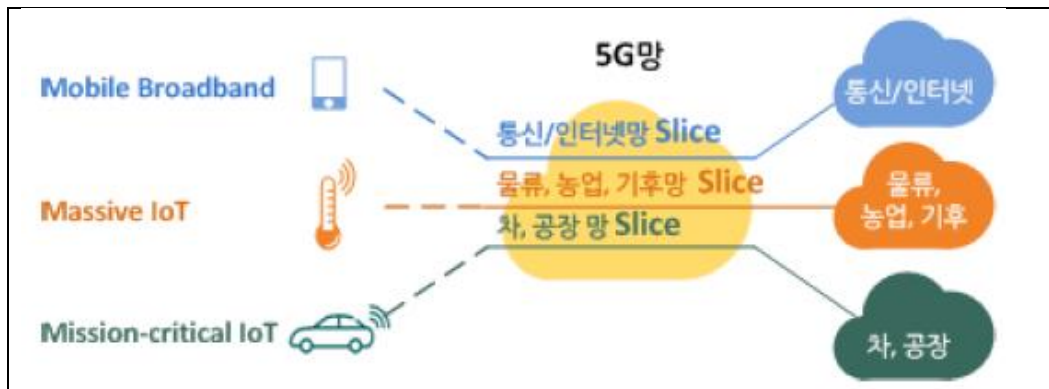 5G망
Mobile Broadband
통신/인터넷망 Slice
통신/인터넷
Massive IoT
물류, 농업, 기후망 Slice
물류,
농업, 기후
차, 공장 망 Slice
Mission-critical IoT
차, 공장